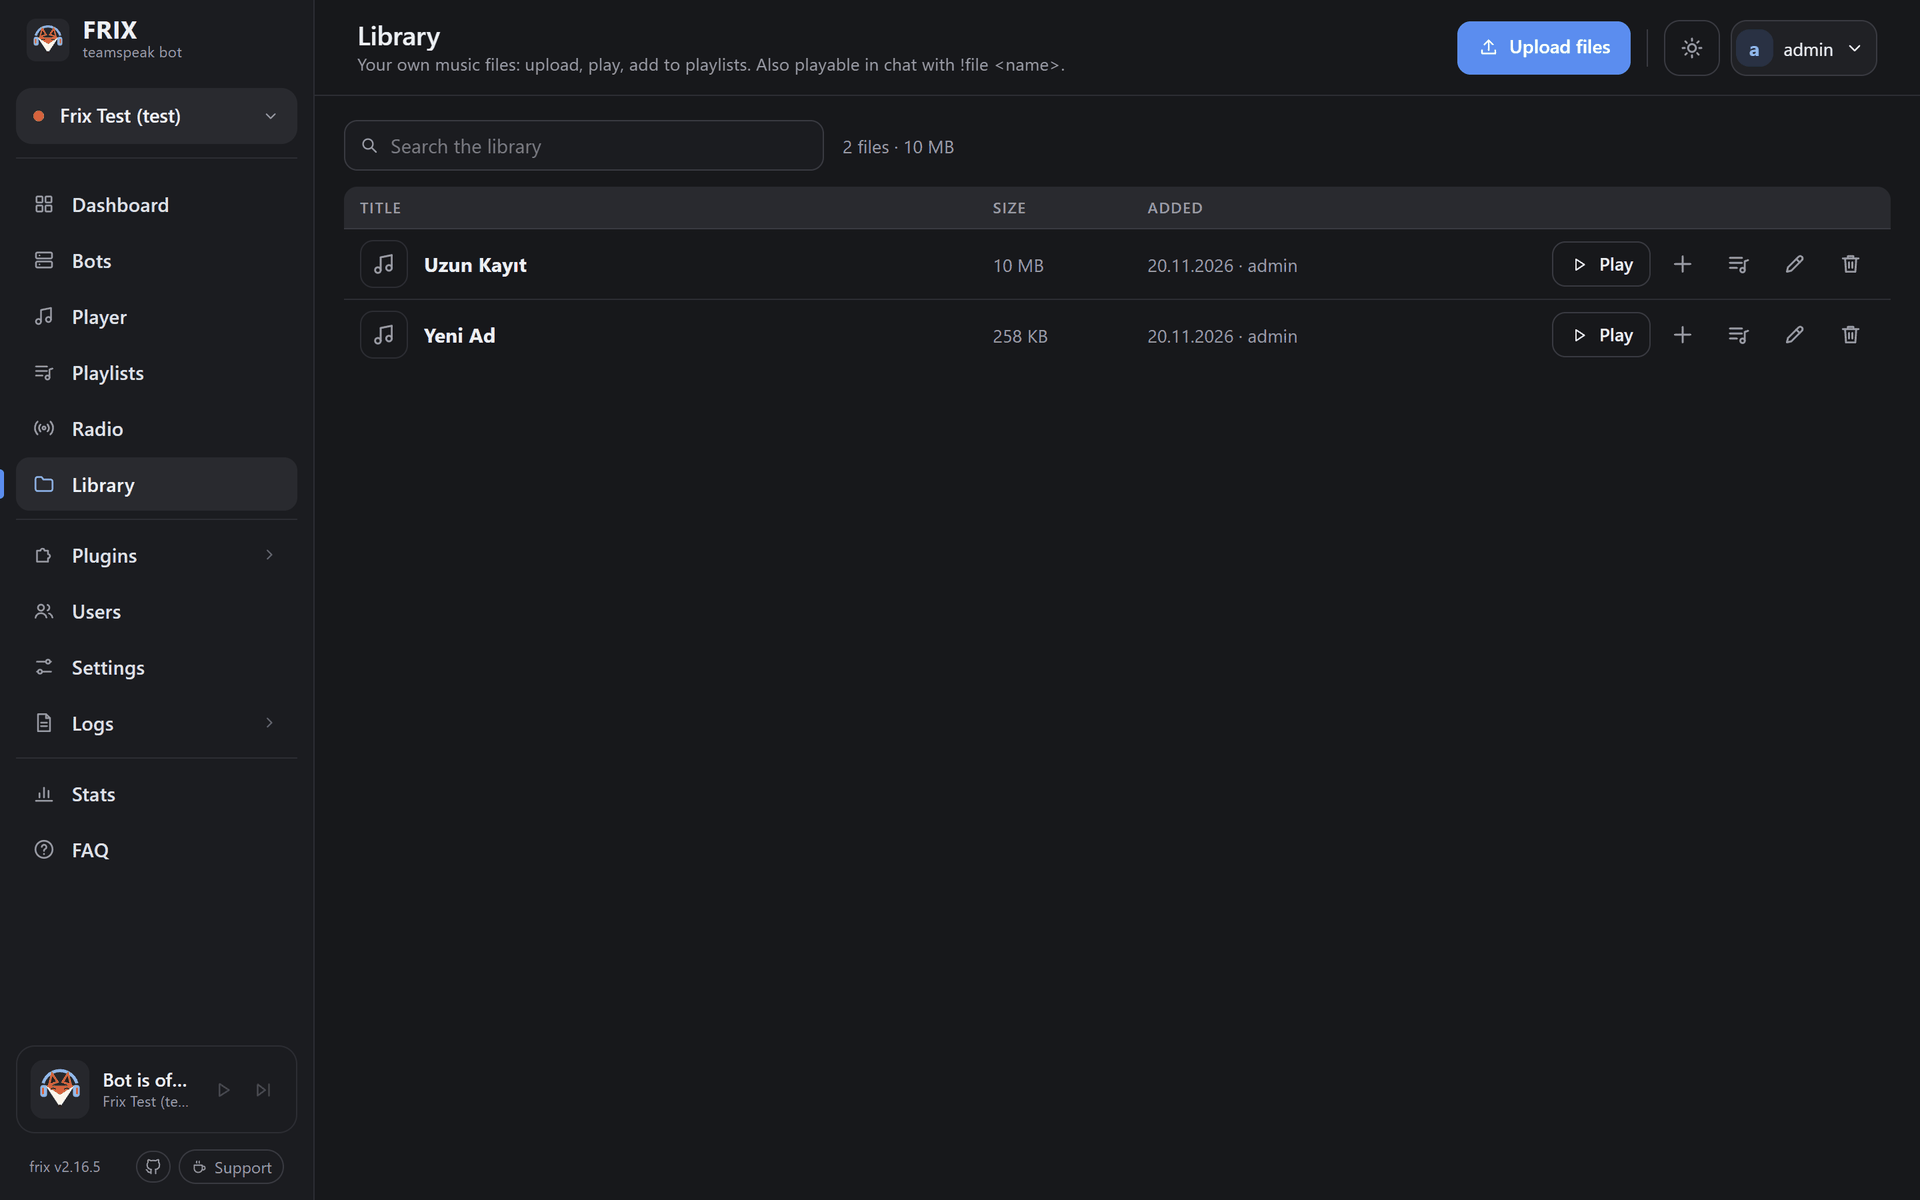 FRIX
teamspeak bot
Frix Test (test)
Dashboard
Bots
Player
Playlists
Radio
Library
Plugins
Users
Settings
Logs
Stats
FAQ
Bot is of...
Frix Test (te...
frix v2.16.5
Support
Library
Your own music files: upload, play, add to playlists. Also playable in chat with !file <name>.
Upload files
a admin
Search the library
2 files · 10 MB
TITLE SIZE ADDED
Uzun Kayıt 10 MB 20.11.2026 · admin Play
Yeni Ad 258 KB 20.11.2026 · admin Play